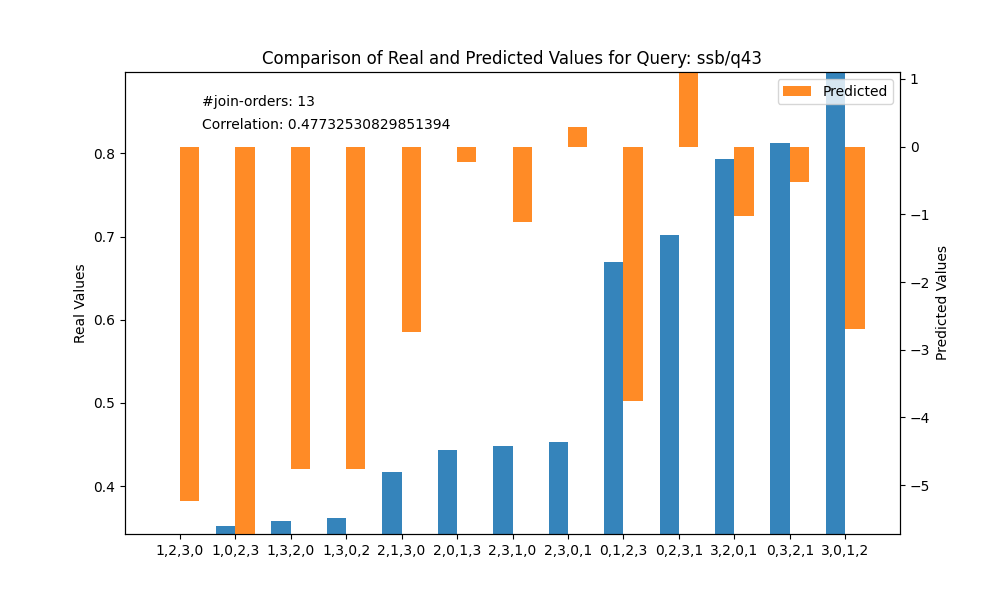 Comparison of Real and Predicted Values for Query: ssb/q43
#join-orders: 13
Correlation: 0.47732530829851394
Predicted
Real Values
0.8
0.7
0.6
0.5
0.4
1
0
−1
−2
−3
−4
−5
Predicted Values
1,2,3,0 1,0,2,3 1,3,2,0 1,3,0,2 2,1,3,0 2,0,1,3 2,3,1,0 2,3,0,1 0,1,2,3 0,2,3,1 3,2,0,1 0,3,2,1 3,0,1,2